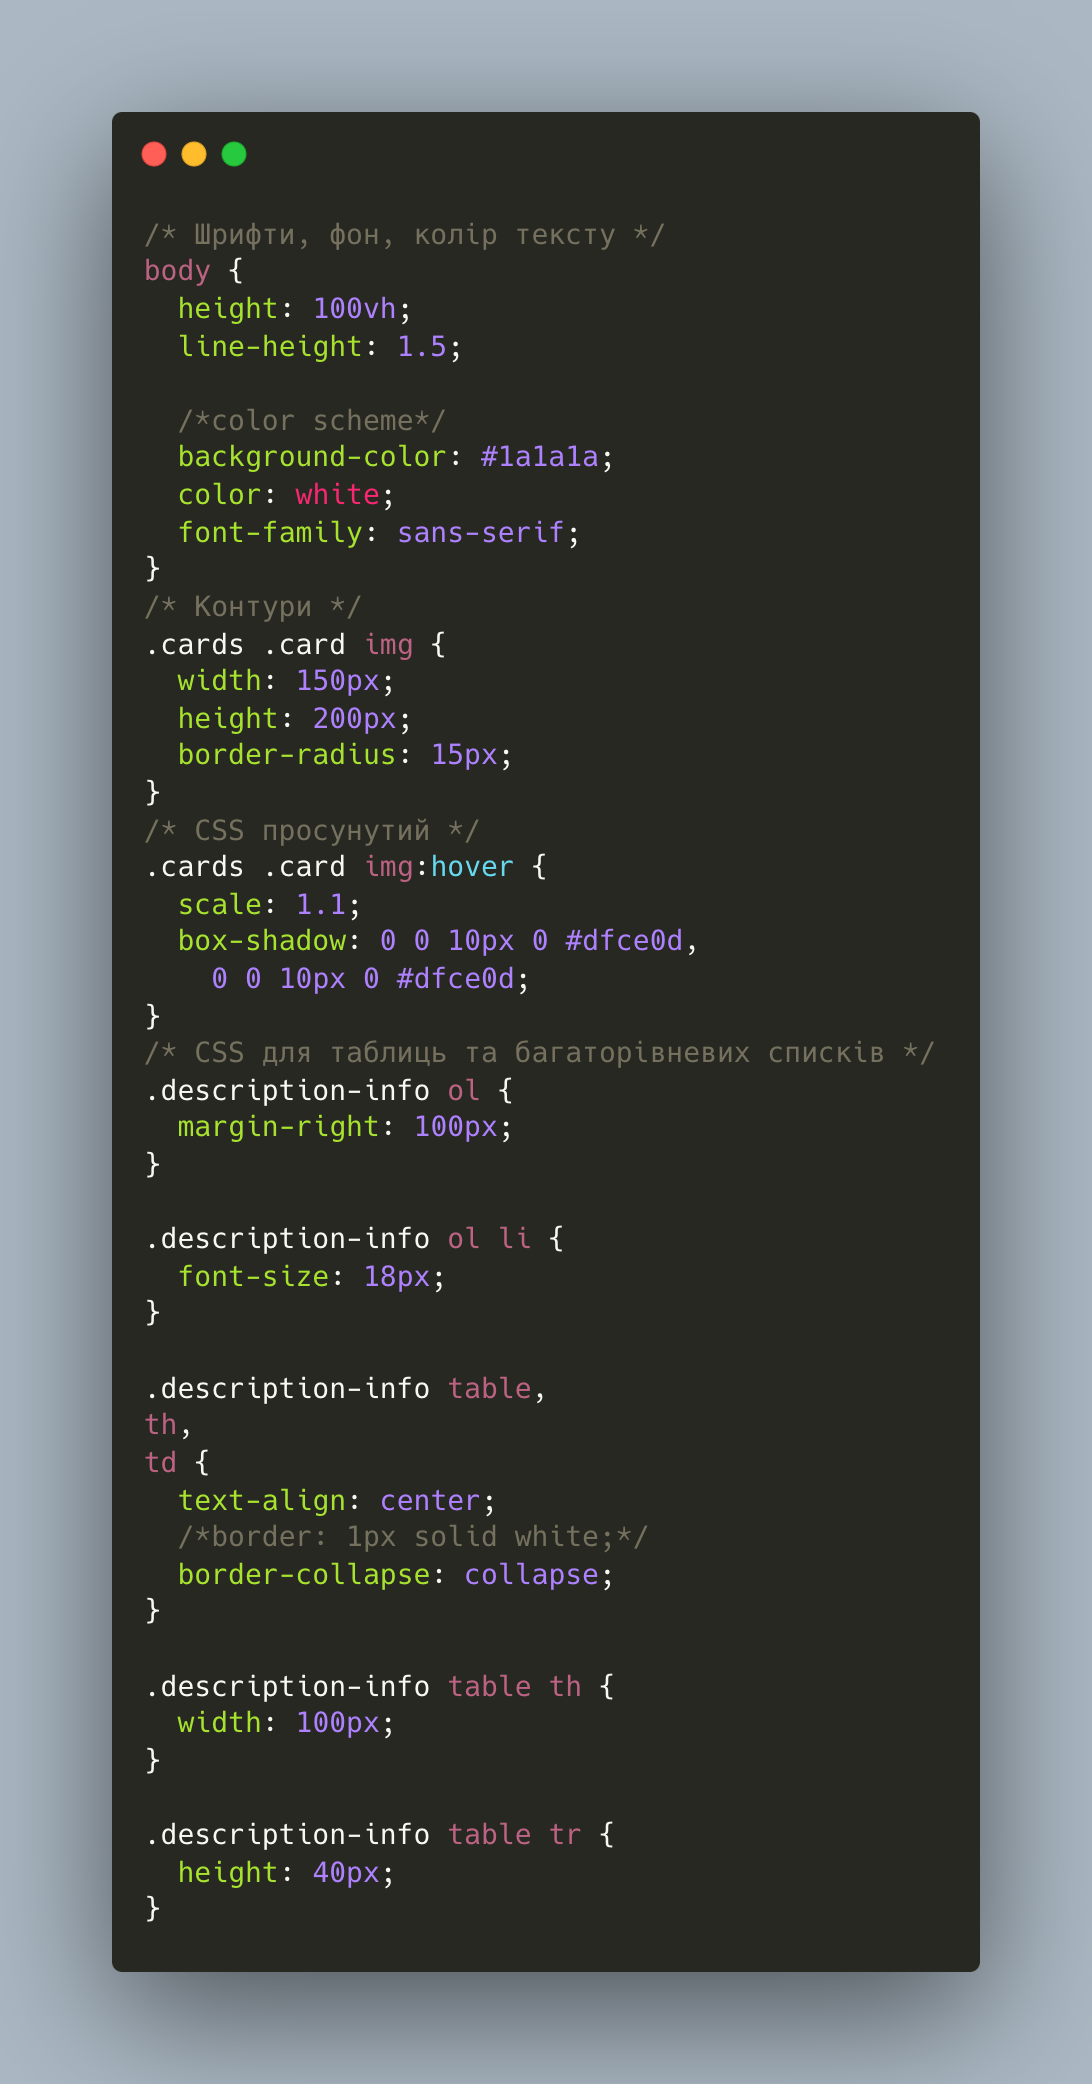 /* Шрифти, фон, колір тексту */
body {
  height: 100vh;
  line-height: 1.5;

  /*color scheme*/
  background-color: #1a1a1a;
  color: white;
  font-family: sans-serif;
}
/* Контури */
.cards .card img {
  width: 150px;
  height: 200px;
  border-radius: 15px;
}
/* CSS просунутий */
.cards .card img:hover {
  scale: 1.1;
  box-shadow: 0 0 10px 0 #dfce0d,
    0 0 10px 0 #dfce0d;
}
/* CSS для таблиць та багаторівневих списків */
.description-info ol {
  margin-right: 100px;
}

.description-info ol li {
  font-size: 18px;
}

.description-info table,
th,
td {
  text-align: center;
  /*border: 1px solid white;*/
  border-collapse: collapse;
}

.description-info table th {
  width: 100px;
}

.description-info table tr {
  height: 40px;
}